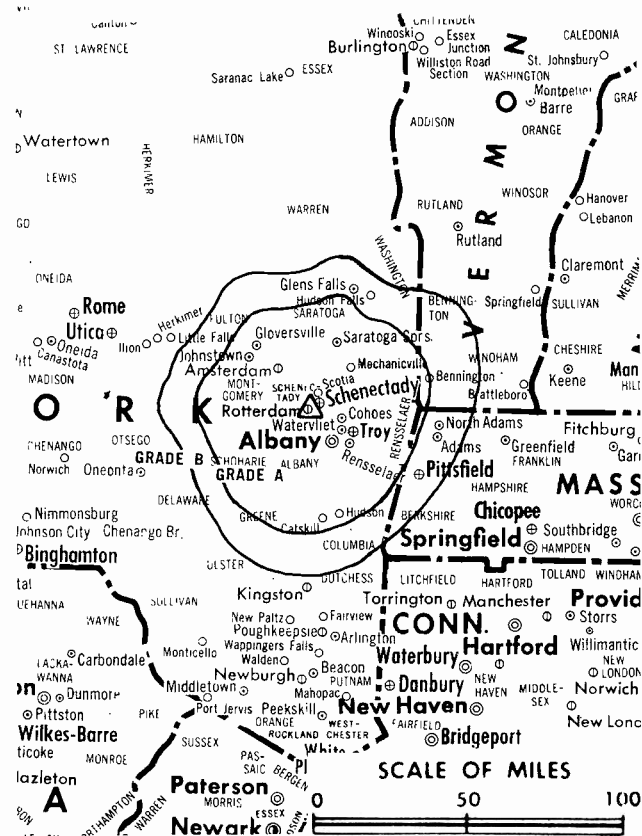 CHITTENDEN
CALEDONIA
Canton
Winooski Essex
Burlington Junction
Williston Road
Section
St. Johnsbury
ST. LAWRENCE
N
WASHINGTON
Saranac Lake ESSEX
Montpelier
O Barre
ADDISON
ORANGE
Watertown
HERKIMER
HAMILTON
M
LEWIS
WINDSOR
Hanover
RUTLAND
Lebanon
WARREN
R
Rutland
WASHINGTON
Claremont
E
ONEIDA
Glens Falls
Hudson Falls
BENNING-
TON
Springfield SULLIVAN
Rome
SARATOGA
Herkimer FULTON
V
Utica
Little Falls
Gloversville
Saratoga Sprs.
Ilion
Oneida
Johnstown
WINDHAM
CHESHIRE
Canastota
Amsterdam
Mechanicville
Bennington
Keene
MADISON
MONT-
GOMERY
SCHENEC-
TADY
Scotia
Schenectady
Brattleboro
O R K
Rotterdam
Cohoes
RENSSELAER
Watervliet
North Adams
Fitchburg
CHENANGO
OTSEGO
Albany
Troy
Adams
Greenfield
Norwich
Oneonta
GRADE B
SCHOHARIE
ALBANY
Rensselaer
FRANKLIN
GRADE A
Pittsfield
MASS
HAMPSHIRE
DELAWARE
Chicopee
Nimmonsburg
GREENE
Hudson
BERKSHIRE
Johnson City Chenango Br.
Catskill
Springfield
Southbridge
HAMPDEN
Binghamton
COLUMBIA
ULSTER
DUTCHESS
LITCHFIELD
HARTFORD
TOLLAND
WINDHAM
Kingston
Torrington
Manchester
Provid
SULLIVAN
WAYNE
New Paltz
Fairview
CONN.
Storrs
Poughkeepsie
Arlington
Willimantic
Monticello
Wappingers Falls
Hartford
LACKA-
WANNA
Carbondale
Walden
Waterbury
NEW
LONDON
Beacon
Newburgh
PUTNAM
Danbury
NEW
HAVEN
MIDDLE-
SEX
Norwich
Dunmore
Middletown
Mahopac
Pittston
PIKE
Port Jervis
Peekskill
New Haven
New Lond
ORANGE
WEST-
CHESTER
FAIRFIELD
Wilkes-Barre
SUSSEX
ROCKLAND
Bridgeport
White
MONROE
PAS-
SAIC
BERGEN
SCALE OF MILES
Paterson
A
MORRIS
0 50 100
WARREN
ESSEX
Newark